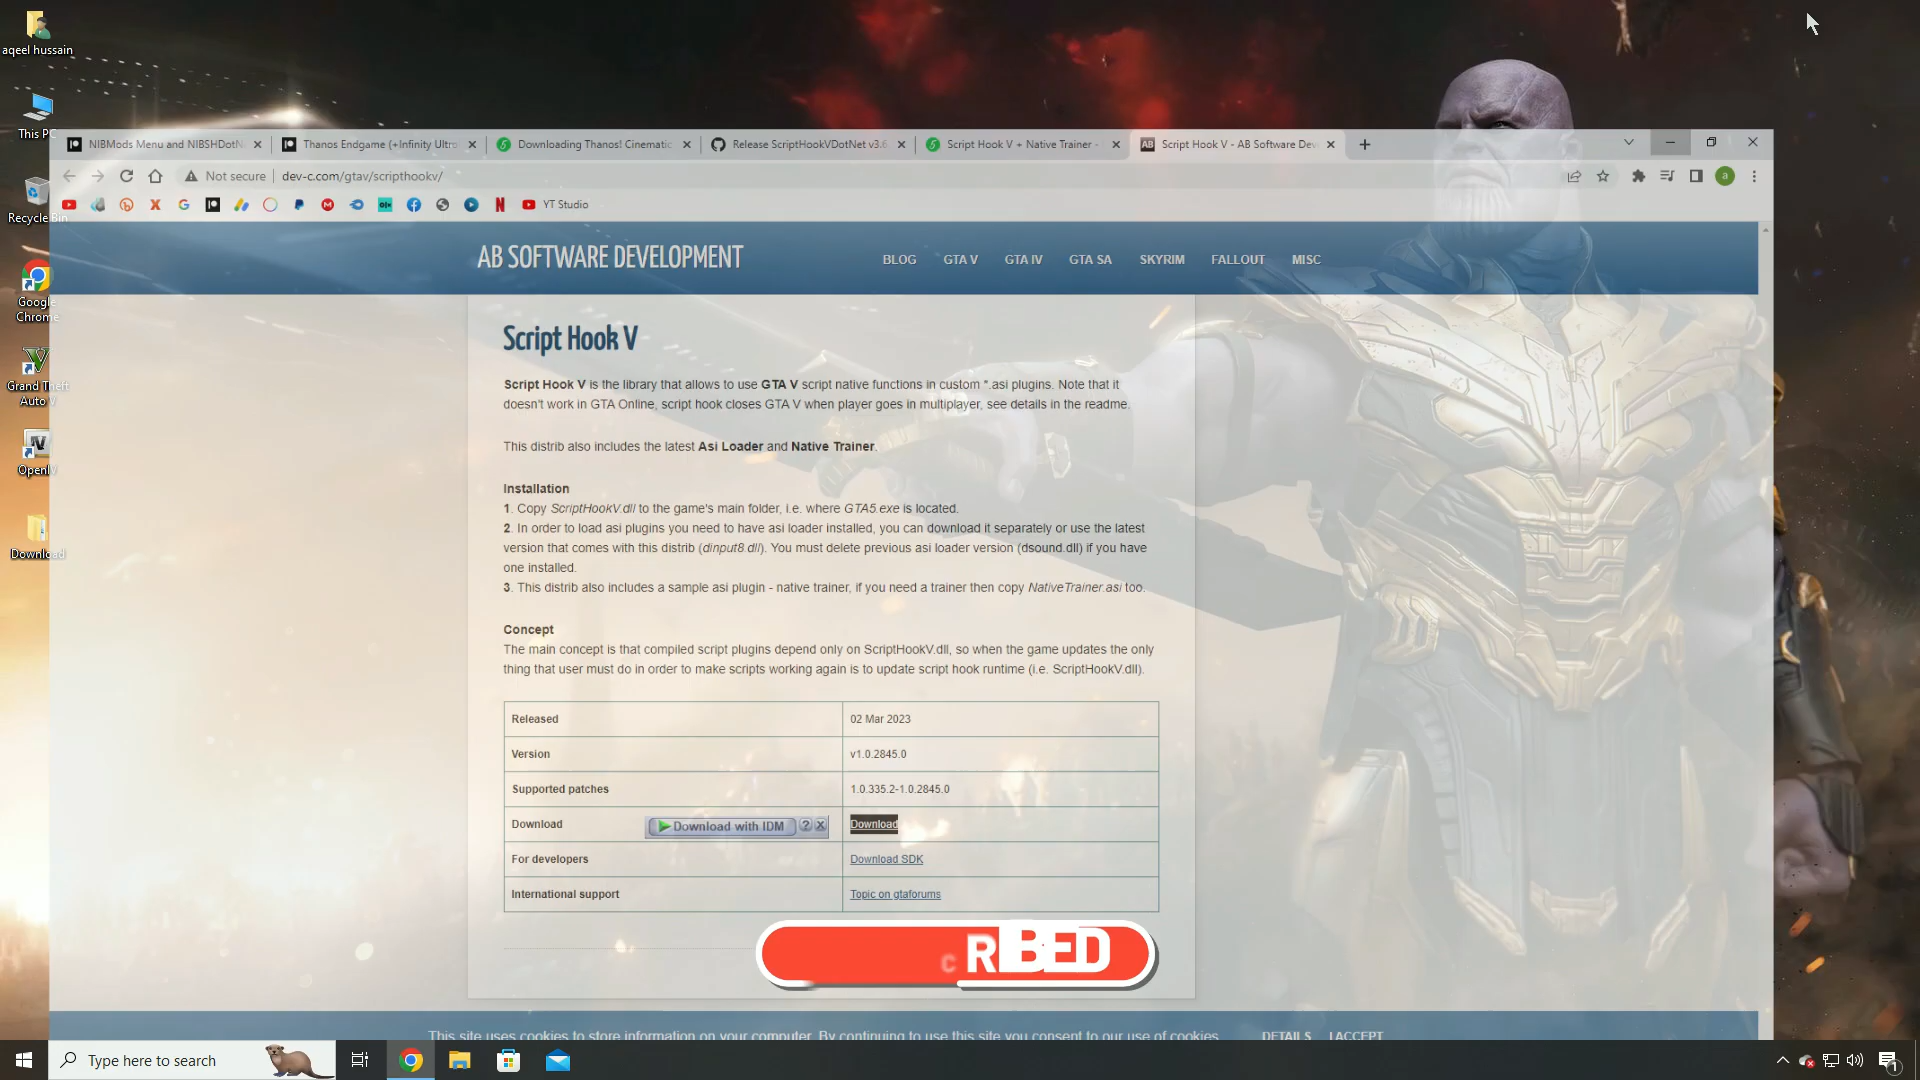 aqeel hussain
This PC
Recycle Bin
Google
Chrome
Grand Theft
Auto V
OpenIV
Download
NIBMods Menu and NIBSHDotN
Thanos Endgame (+Infinity Ultro
Downloading Thanos! Cinematic
Release ScriptHookVDotNet v3.6
Script Hook V + Native Trainer -
Script Hook V - AB Software Dev
Not secure
dev-c.com/gtav/scripthookv/
YT Studio
AB SOFTWARE DEVELOPMENT
BLOG GTA V GTA IV GTA SA SKYRIM FALLOUT MISC
Script Hook V
Script Hook V is the library that allows to use GTA V script native functions in custom *.asi plugins. Note that it
doesn't work in GTA Online, script hook closes GTA V when player goes in multiplayer, see details in the readme.
This distrib also includes the latest Asi Loader and Native Trainer.
Installation
1. Copy ScriptHookV.dll to the game's main folder, i.e. where GTA5.exe is located.
2. In order to load asi plugins you need to have asi loader installed, you can download it separately or use the latest
version that comes with this distrib (dinput8.dll). You must delete previous asi loader version (dsound.dll) if you have
one installed.
3. This distrib also includes a sample asi plugin - native trainer, if you need a trainer then copy NativeTrainer.asi too.
Concept
The main concept is that compiled script plugins depend only on ScriptHookV.dll, so when the game updates the only
thing that user must do in order to make scripts working again is to update script hook runtime (i.e. ScriptHookV.dll).
Released 02 Mar 2023
Version v1.0.2845.0
Supported patches 1.0.335.2-1.0.2845.0
Download Download with IDM ? X Download
For developers Download SDK
International support Topic on gtaforums
C RBED
This site uses cookies to store information on your computer. By continuing to use this site you consent to our use of cookies. DETAILS I ACCEPT
Type here to search
1